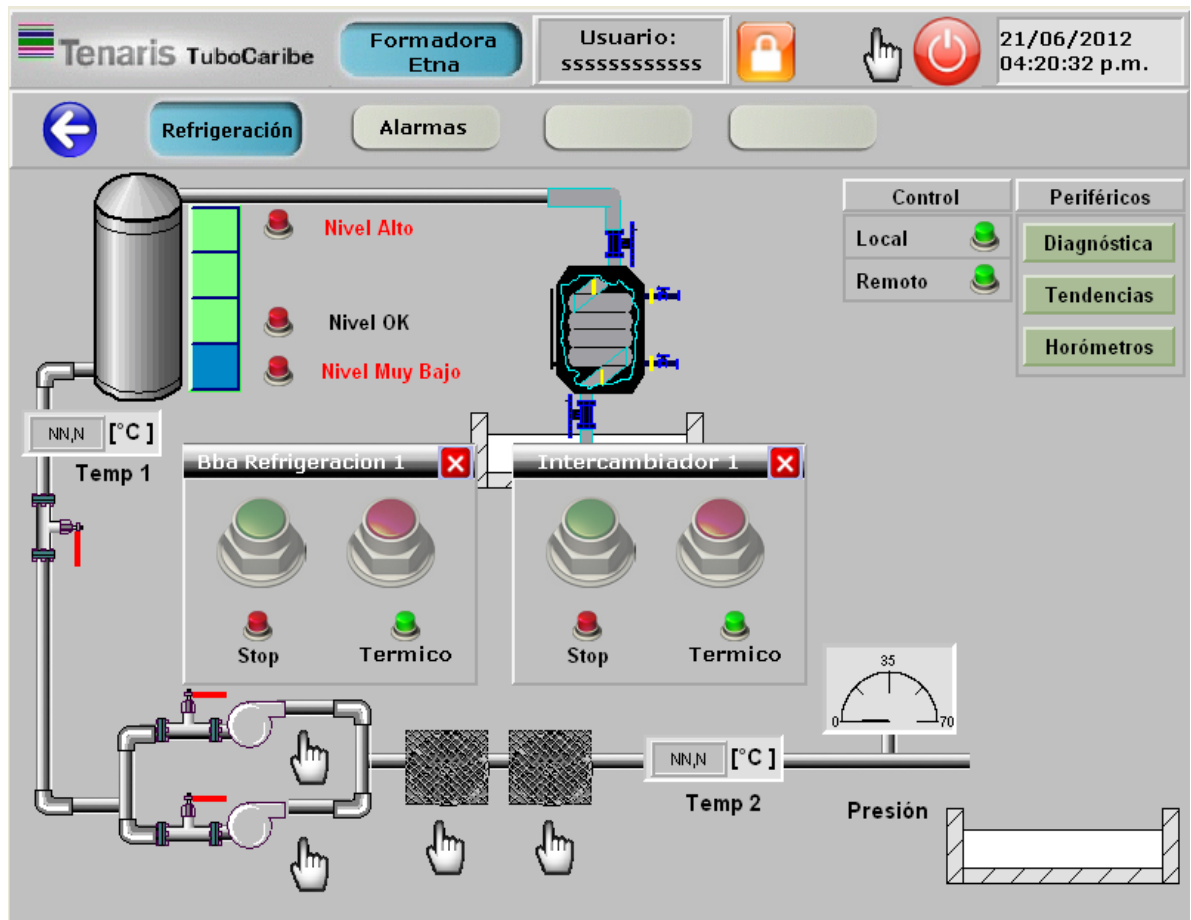 Tenaris TuboCaribe
Formadora
Etna
Usuario:
ssssssssssss
21/06/2012
04:20:32 p.m.
Refrigeración
Alarmas
Control
Periféricos
Nivel Alto
Local
Diagnóstica
Remoto
Tendencias
Nivel OK
Horómetros
Nivel Muy Bajo
NN,N [°C ]
Temp 1
Bba Refrigeracion 1
Intercambiador 1
Stop
Termico
Stop
Termico
35
0
70
NN,N [°C ]
Temp 2
Presión